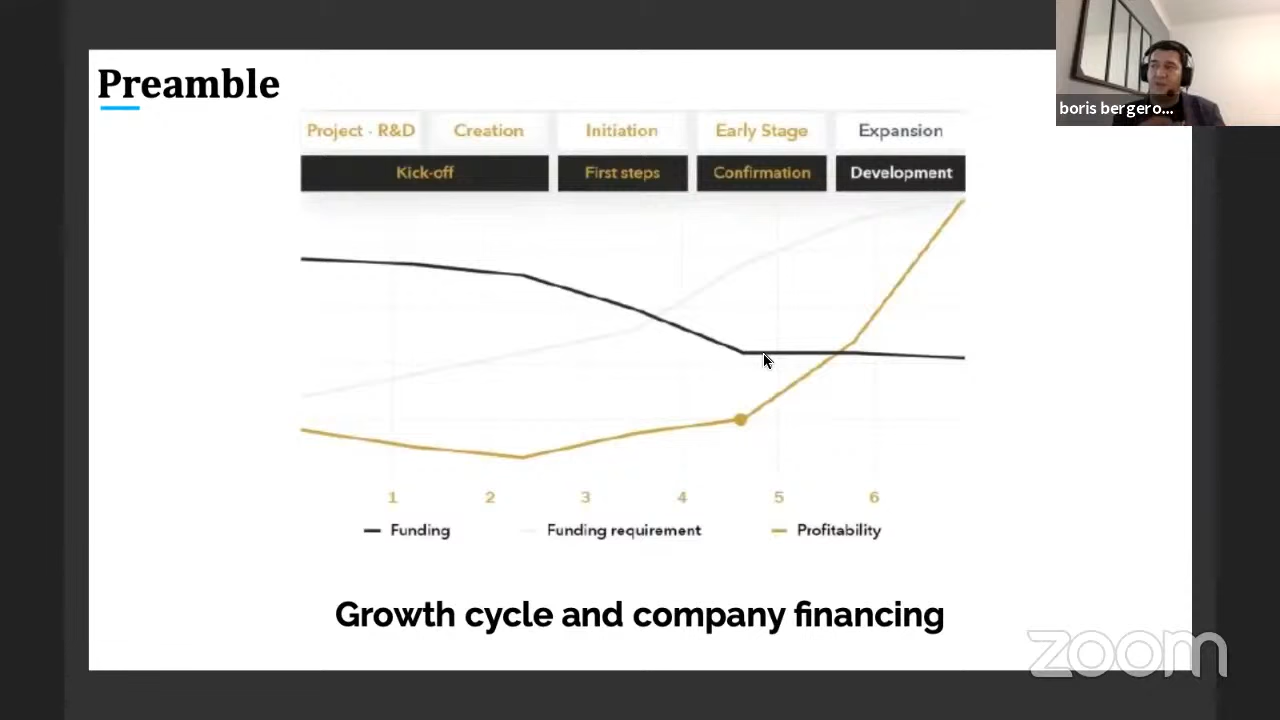 Preamble
boris bergero...
Project - R&D Creation Initiation Early Stage Expansion
Kick-off First steps Confirmation Development
1 2 3 4 5 6
Funding Funding requirement Profitability
Growth cycle and company financing
zoom